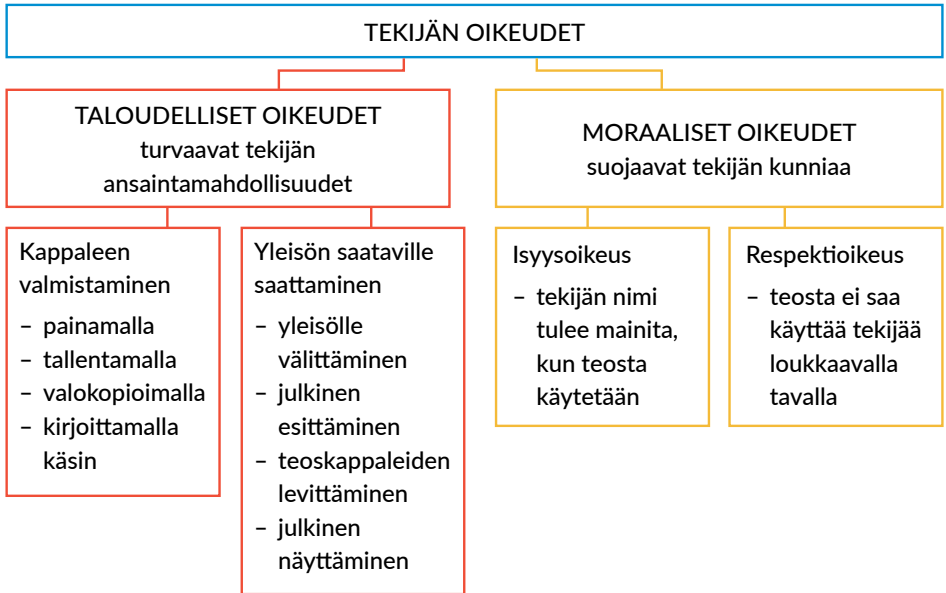 TEKIJÄN OIKEUDET
TALOUDELLISET OIKEUDET
turvaavat tekijän
ansaintamahdollisuudet
MORAALISET OIKEUDET
suojaavat tekijän kunniaa
Kappaleen
valmistaminen
– painamalla
– tallentamalla
– valokopioimalla
– kirjoittamalla
käsin
Yleisön saataville
saattaminen
– yleisölle
välittäminen
– julkinen
esittäminen
– teoskappaleiden
levittäminen
– julkinen
näyttäminen
Isyysoikeus
– tekijän nimi
tulee mainita,
kun teosta
käytetään
Respektioikeus
– teosta ei saa
käyttää tekijää
loukkaavalla
tavalla